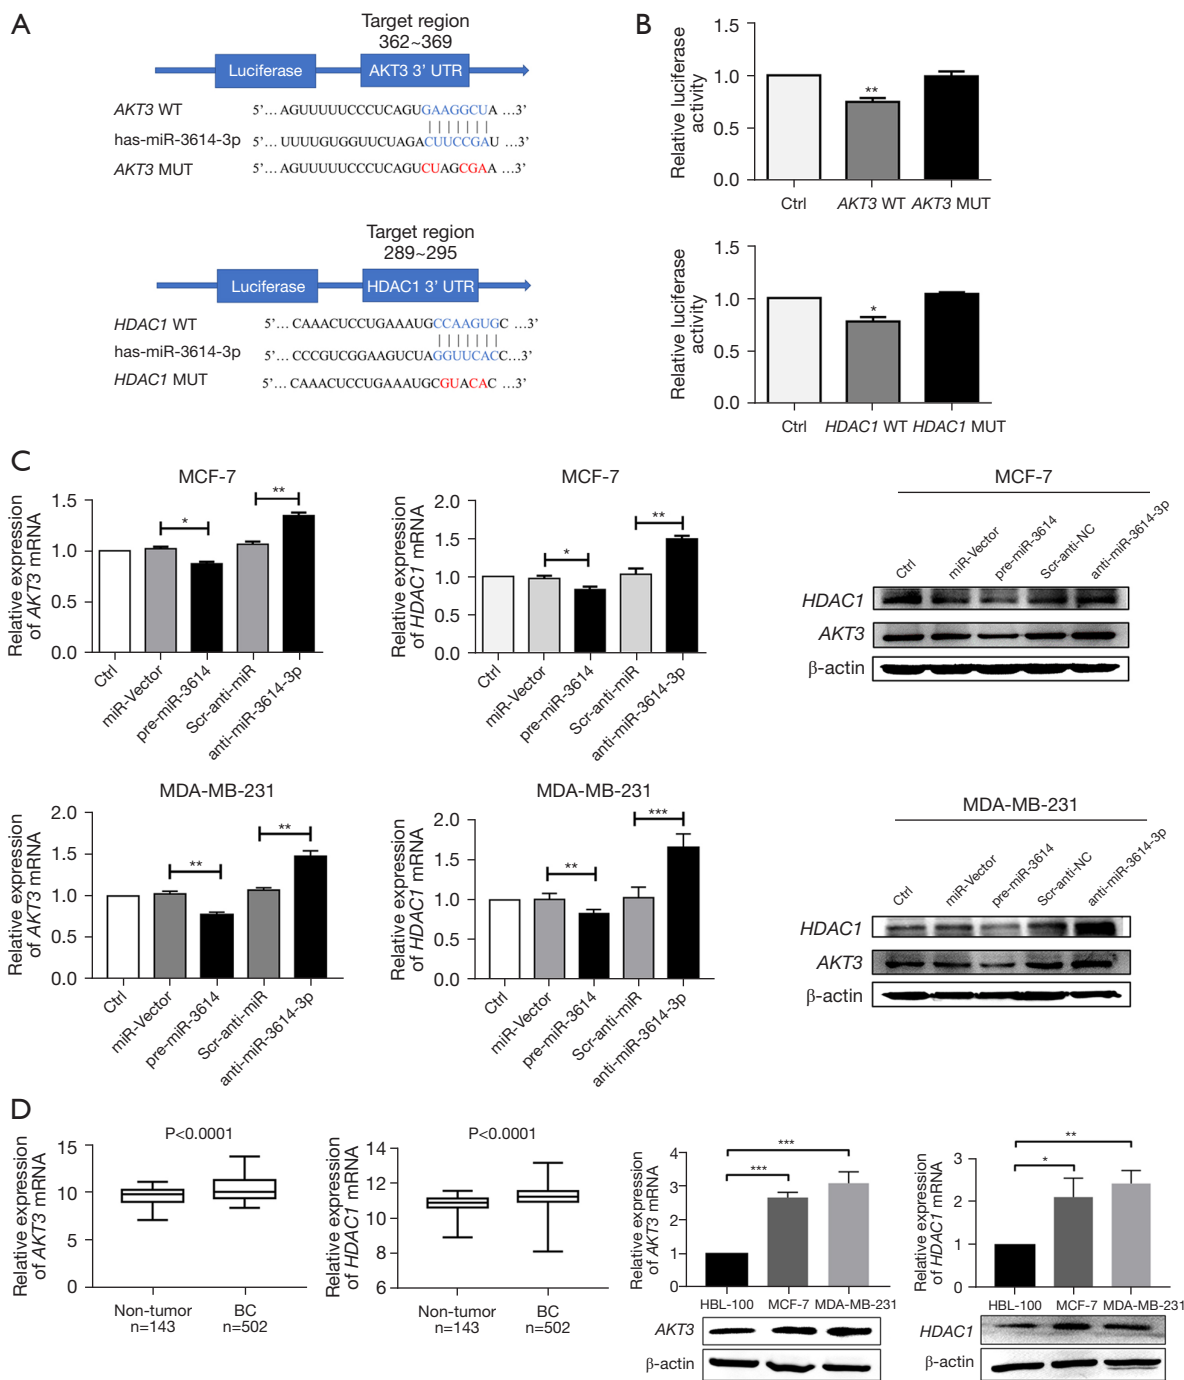 A
Target region
362~369
Luciferase
AKT3 3' UTR
AKT3 WT
5'… AGUUUUUCCCUCAGUGAAGGCUA …3'
has-miR-3614-3p
5'… UUUUGUGGUUCUAGACUUCCGAU …3'
AKT3 MUT
5'… AGUUUUUCCCUCAGUCUAGCGAA …3'
Target region
289~295
Luciferase
HDAC1 3' UTR
HDAC1 WT
5'… CAAACUCCUGAAAUGCCAAGUGC …3'
has-miR-3614-3p
5'… CCCGUCGGAAGUCUAGGUUCACC …3'
HDAC1 MUT
5'… CAAACUCCUGAAAUGCGUACAC …3'
B
Relative luciferase activity
1.5
1.0
0.5
0.0
**
Ctrl
AKT3 WT
AKT3 MUT
Relative luciferase activity
1.5
1.0
0.5
0.0
*
Ctrl
HDAC1 WT
HDAC1 MUT
C
MCF-7
Relative expression of AKT3 mRNA
1.5
1.0
0.5
0.0
*
**
Ctrl
miR-Vector
pre-miR-3614
Scr-anti-miR
anti-miR-3614-3p
MCF-7
Relative expression of HDAC1 mRNA
2.0
1.5
1.0
0.5
0.0
*
**
Ctrl
miR-Vector
pre-miR-3614
Scr-anti-miR
anti-miR-3614-3p
MCF-7
Ctrl
miR-Vector
pre-miR-3614
Scr-anti-NC
anti-miR-3614-3p
HDAC1
AKT3
β-actin
MDA-MB-231
Relative expression of AKT3 mRNA
2.0
1.5
1.0
0.5
0.0
**
**
Ctrl
miR-Vector
pre-miR-3614
Scr-anti-miR
anti-miR-3614-3p
MDA-MB-231
Relative expression of HDAC1 mRNA
2.0
1.5
1.0
0.5
0.0
**
***
Ctrl
miR-Vector
pre-miR-3614
Scr-anti-miR
anti-miR-3614-3p
MDA-MB-231
Ctrl
miR-Vector
pre-miR-3614
Scr-anti-NC
anti-miR-3614-3p
HDAC1
AKT3
β-actin
D
P<0.0001
Relative expression of AKT3 mRNA
15
10
5
0
Non-tumor
n=143
BC
n=502
P<0.0001
Relative expression of HDAC1 mRNA
14
12
10
8
6
Non-tumor
n=143
BC
n=502
Relative expression of AKT3 mRNA
4
3
2
1
0
***
***
HBL-100
MCF-7
MDA-MB-231
AKT3
β-actin
Relative expression of HDAC1 mRNA
3
2
1
0
**
*
HBL-100
MCF-7
MDA-MB-231
HDAC1
β-actin